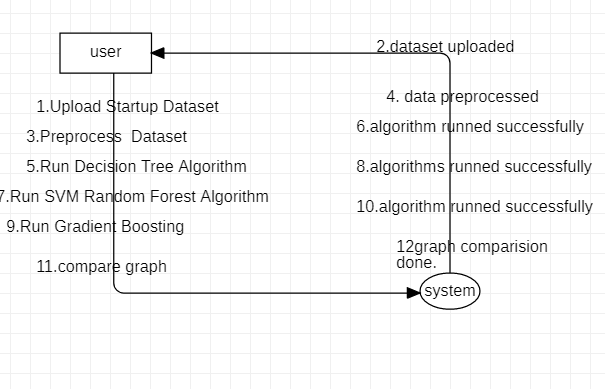 user
2.dataset uploaded
1.Upload Startup Dataset
4. data preprocessed
3.Preprocess  Dataset
6.algorithm runned successfully
5.Run Decision Tree Algorithm
8.algorithms runned successfully
7.Run SVM Random Forest Algorithm
10.algorithm runned successfully
9.Run Gradient Boosting
12graph comparision
done.
11.compare graph
system